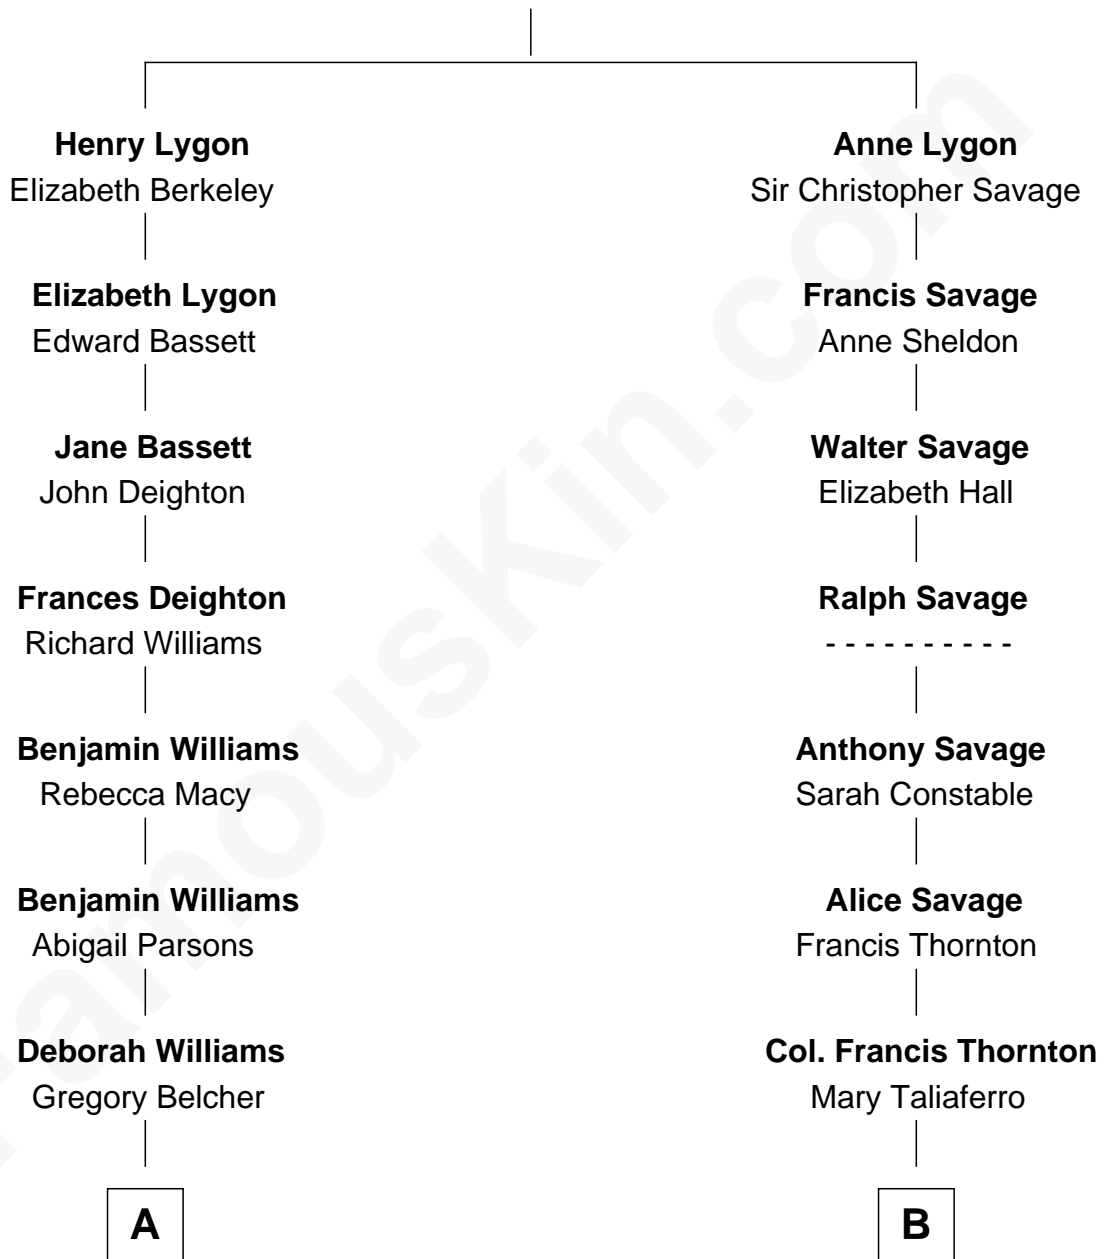 Henry Lygon
Elizabeth Berkeley
Anne Lygon
Sir Christopher Savage
Elizabeth Lygon
Edward Bassett
Francis Savage
Anne Sheldon
Jane Bassett
John Deighton
Walter Savage
Elizabeth Hall
Frances Deighton
Richard Williams
Ralph Savage
- - - - - - - - - -
Benjamin Williams
Rebecca Macy
Anthony Savage
Sarah Constable
Benjamin Williams
Abigail Parsons
Alice Savage
Francis Thornton
Deborah Williams
Gregory Belcher
Col. Francis Thornton
Mary Taliaferro
A
B
FamousKin.com